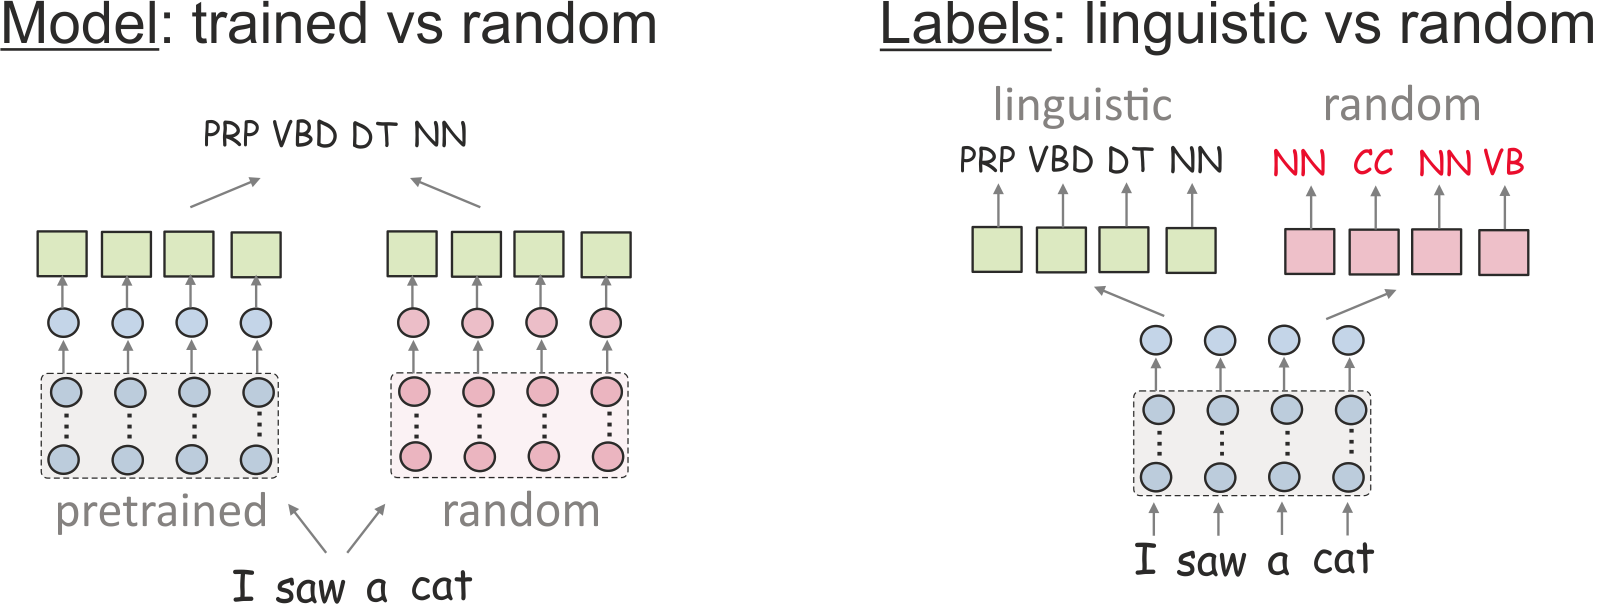 Model: trained vs random
PRP VBD DT NN
pretrained
random
I saw a cat
Labels: linguistic vs random
linguistic
random
PRP VBD DT NN
NN CC NN VB
I saw a cat